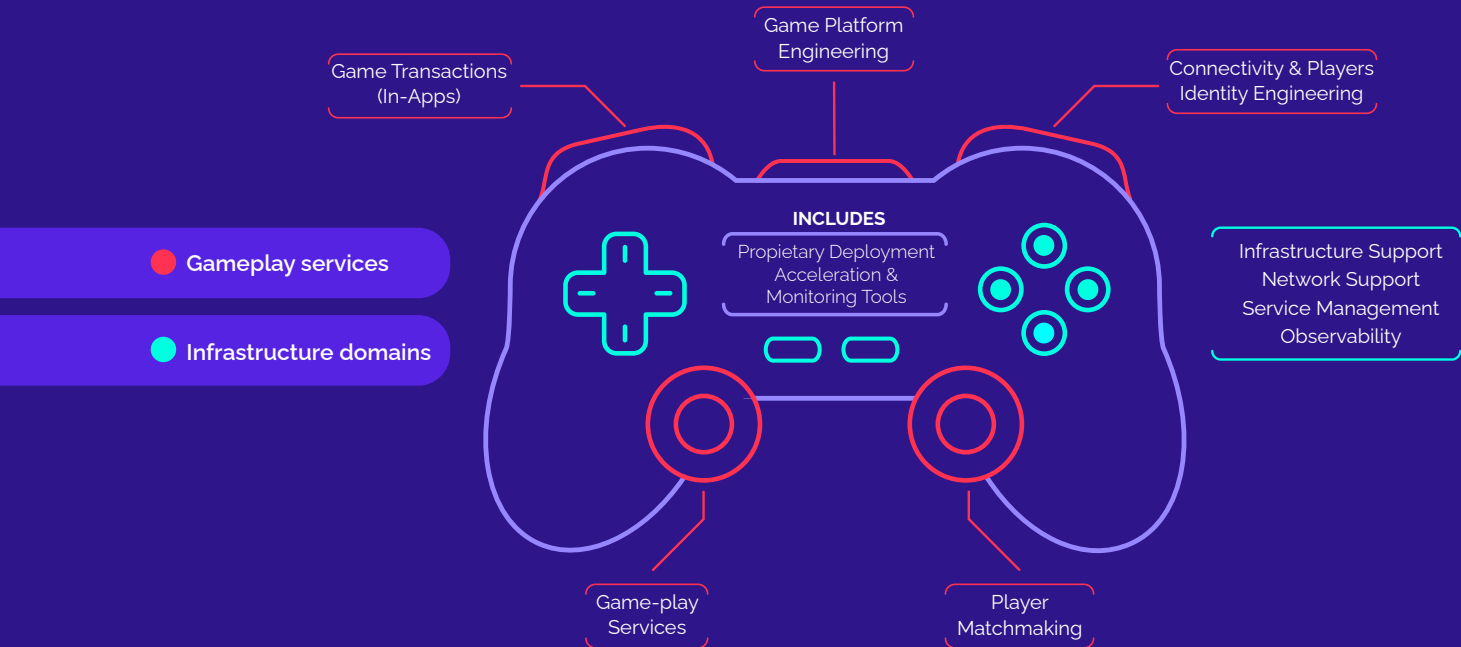 Game Platform
Engineering
Game Transactions
(In-Apps)
Connectivity & Players
Identity Engineering
INCLUDES
Propietary Deployment
Acceleration &
Monitoring Tools
Gameplay services
Infrastructure domains
Infrastructure Support
Network Support
Service Management
Observability
Game-play
Services
Player
Matchmaking